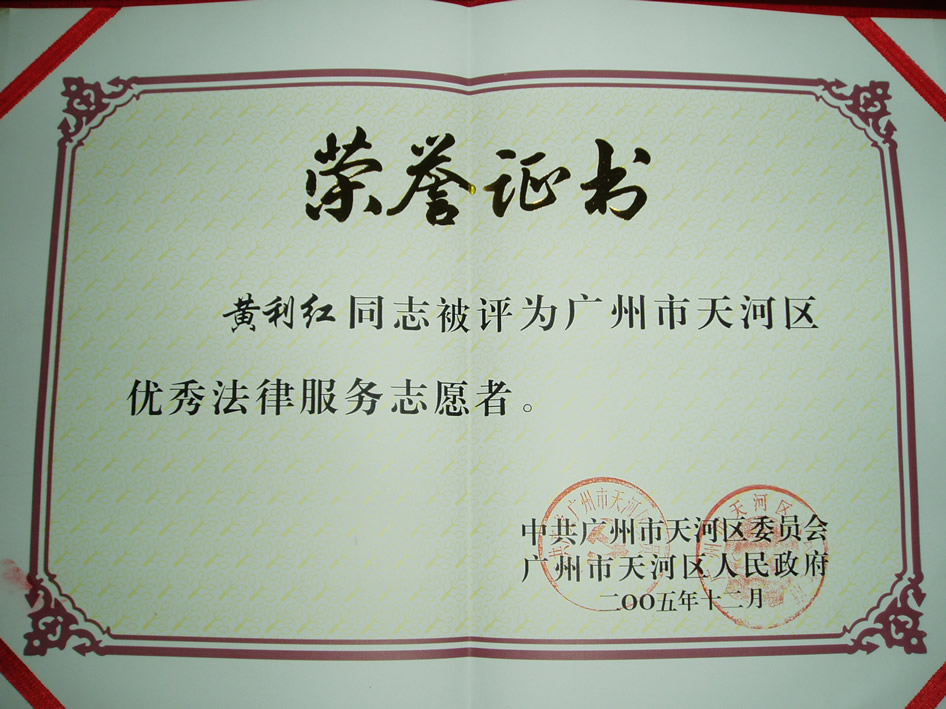 荣誉证书
黄利红同志被评为广州市天河区
优秀法律服务志愿者。
中共广州市天河区委员会
广州市天河区人民政府
二〇〇五年十二月